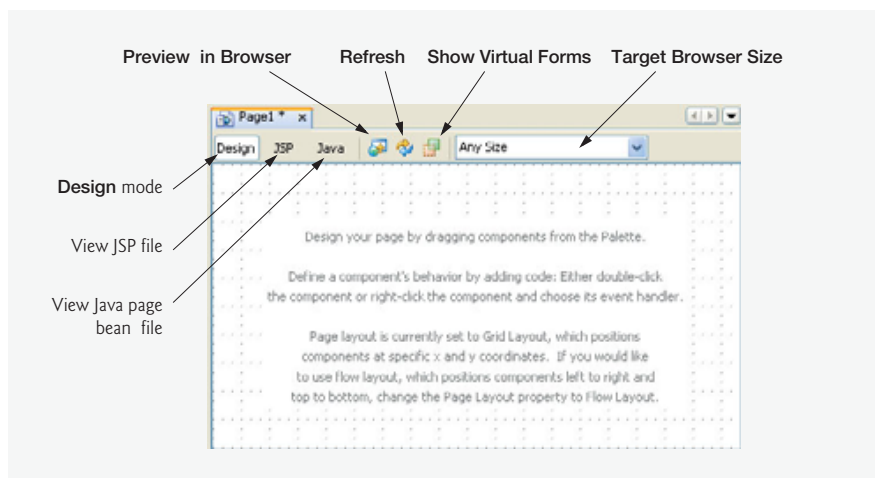 Preview in Browser Refresh Show Virtual Forms Target Browser Size
Page1 * x
Design JSP Java Any Size
Design mode
View JSP file
View Java page
bean file
Design your page by dragging components from the Palette.
Define a component's behavior by adding code: Either double-click
the component or right-click the component and choose its event handler.
Page layout is currently set to Grid Layout, which positions
components at specific x and y coordinates. If you would like
to use flow layout, which positions components left to right and
top to bottom, change the Page Layout property to Flow Layout.